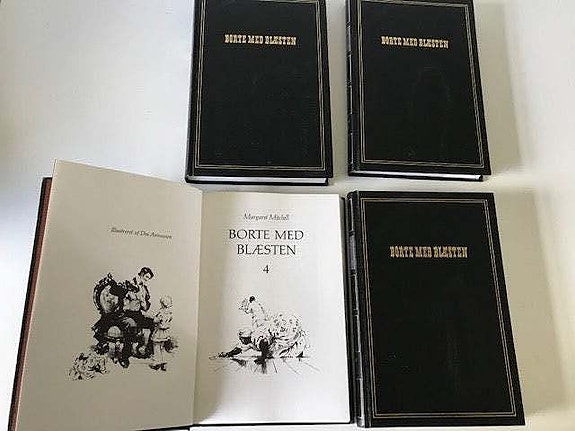 BORTE MED BLÆSTEN
BORTE MED BLÆSTEN
Illustreret af Des Asmussen
Margaret Mitchell
BORTE MED
BLÆSTEN
4
BORTE MED BLÆSTEN